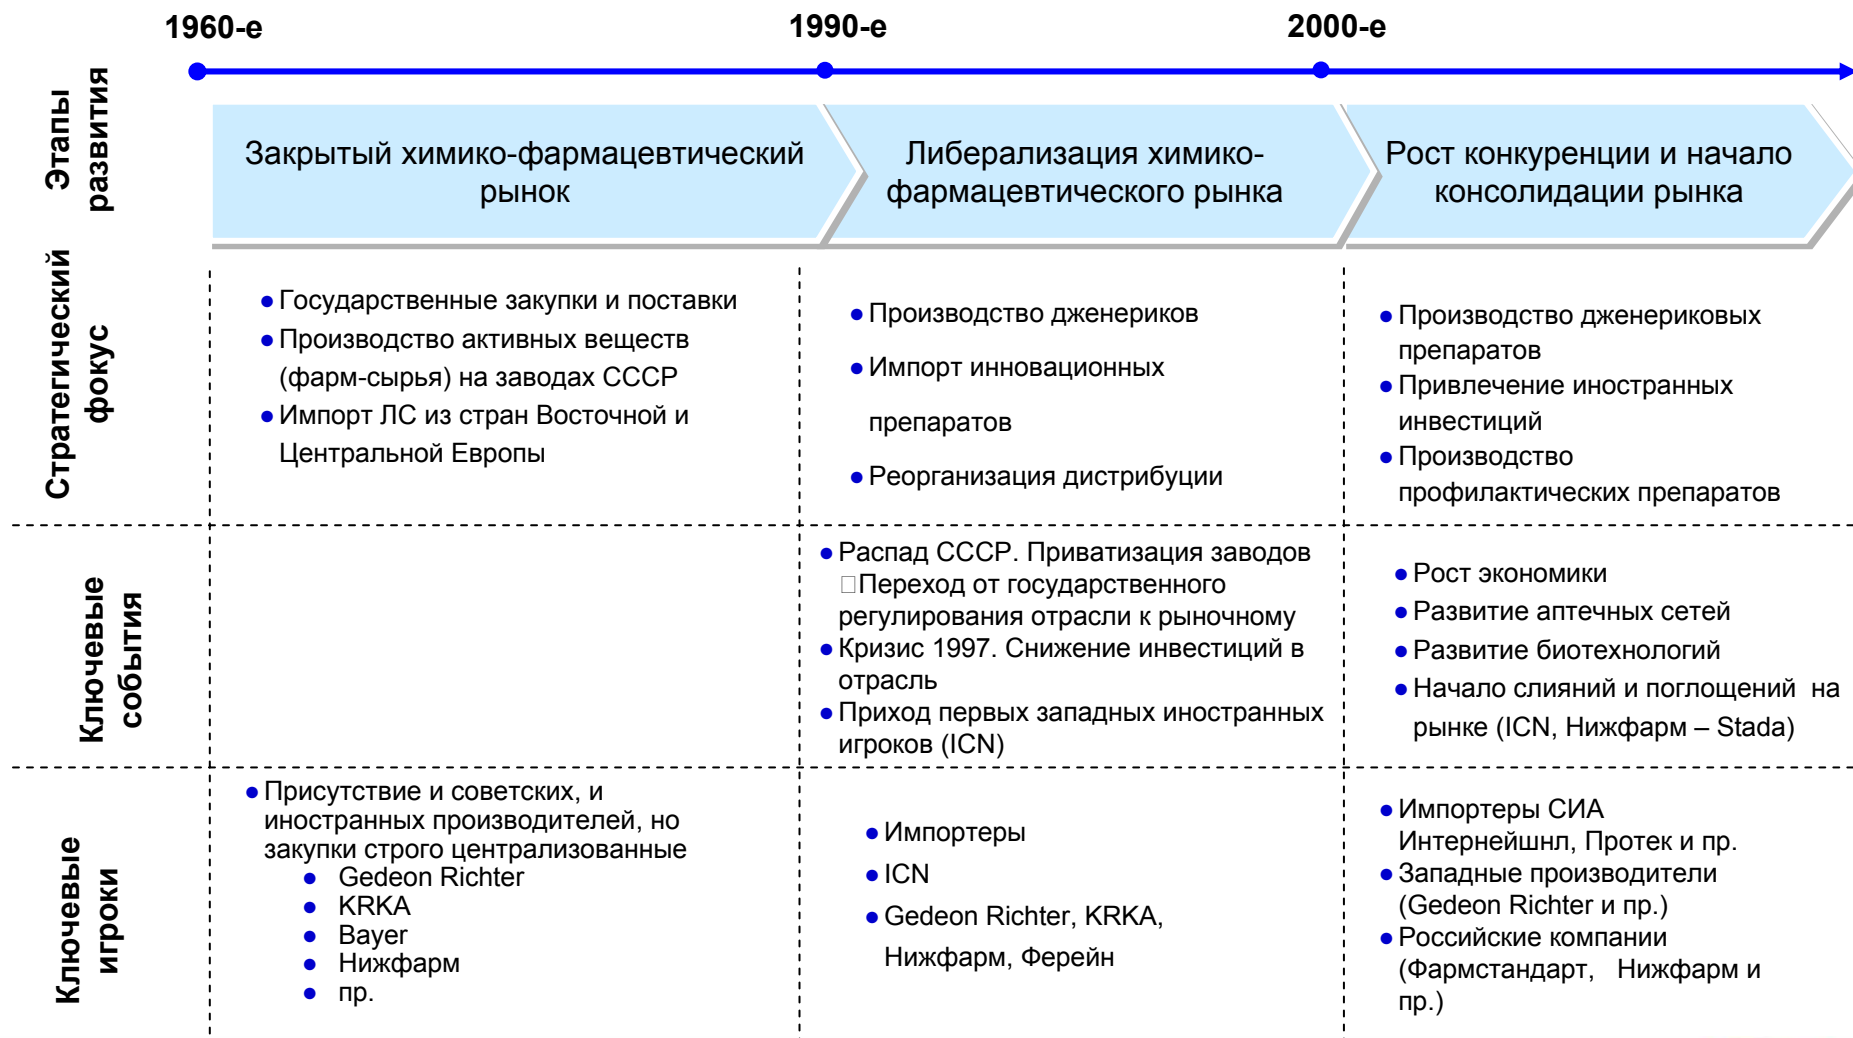 1960-е
1990-е
2000-е
Этапы
развития
Закрытый химико-фармацевтический
рынок
Либерализация химико-
фармацевтического рынка
Рост конкуренции и начало
консолидации рынка
Стратегический
фокус
● Государственные закупки и поставки
● Производство активных веществ
(фарм-сырья) на заводах СССР
● Импорт ЛС из стран Восточной и
Центральной Европы
● Производство дженериков
● Импорт инновационных
препаратов
● Реорганизация дистрибуции
● Производство дженериковых
препаратов
● Привлечение иностранных
инвестиций
● Производство
профилактических препаратов
Ключевые
события
● Распад СССР. Приватизация заводов
□Переход от государственного
регулирования отрасли к рыночному
● Кризис 1997. Снижение инвестиций в
отрасль
● Приход первых западных иностранных
игроков (ICN)
● Рост экономики
● Развитие аптечных сетей
● Развитие биотехнологий
● Начало слияний и поглощений на
рынке (ICN, Нижфарм – Stada)
Ключевые
игроки
● Присутствие и советских, и
иностранных производителей, но
закупки строго централизованные
● Gedeon Richter
● KRKA
● Bayer
● Нижфарм
● пр.
● Импортеры
● ICN
● Gedeon Richter, KRKA,
Нижфарм, Ферейн
● Импортеры СИА
Интернейшнл, Протек и пр.
● Западные производители
(Gedeon Richter и пр.)
● Российские компании
(Фармстандарт, Нижфарм и
пр.)